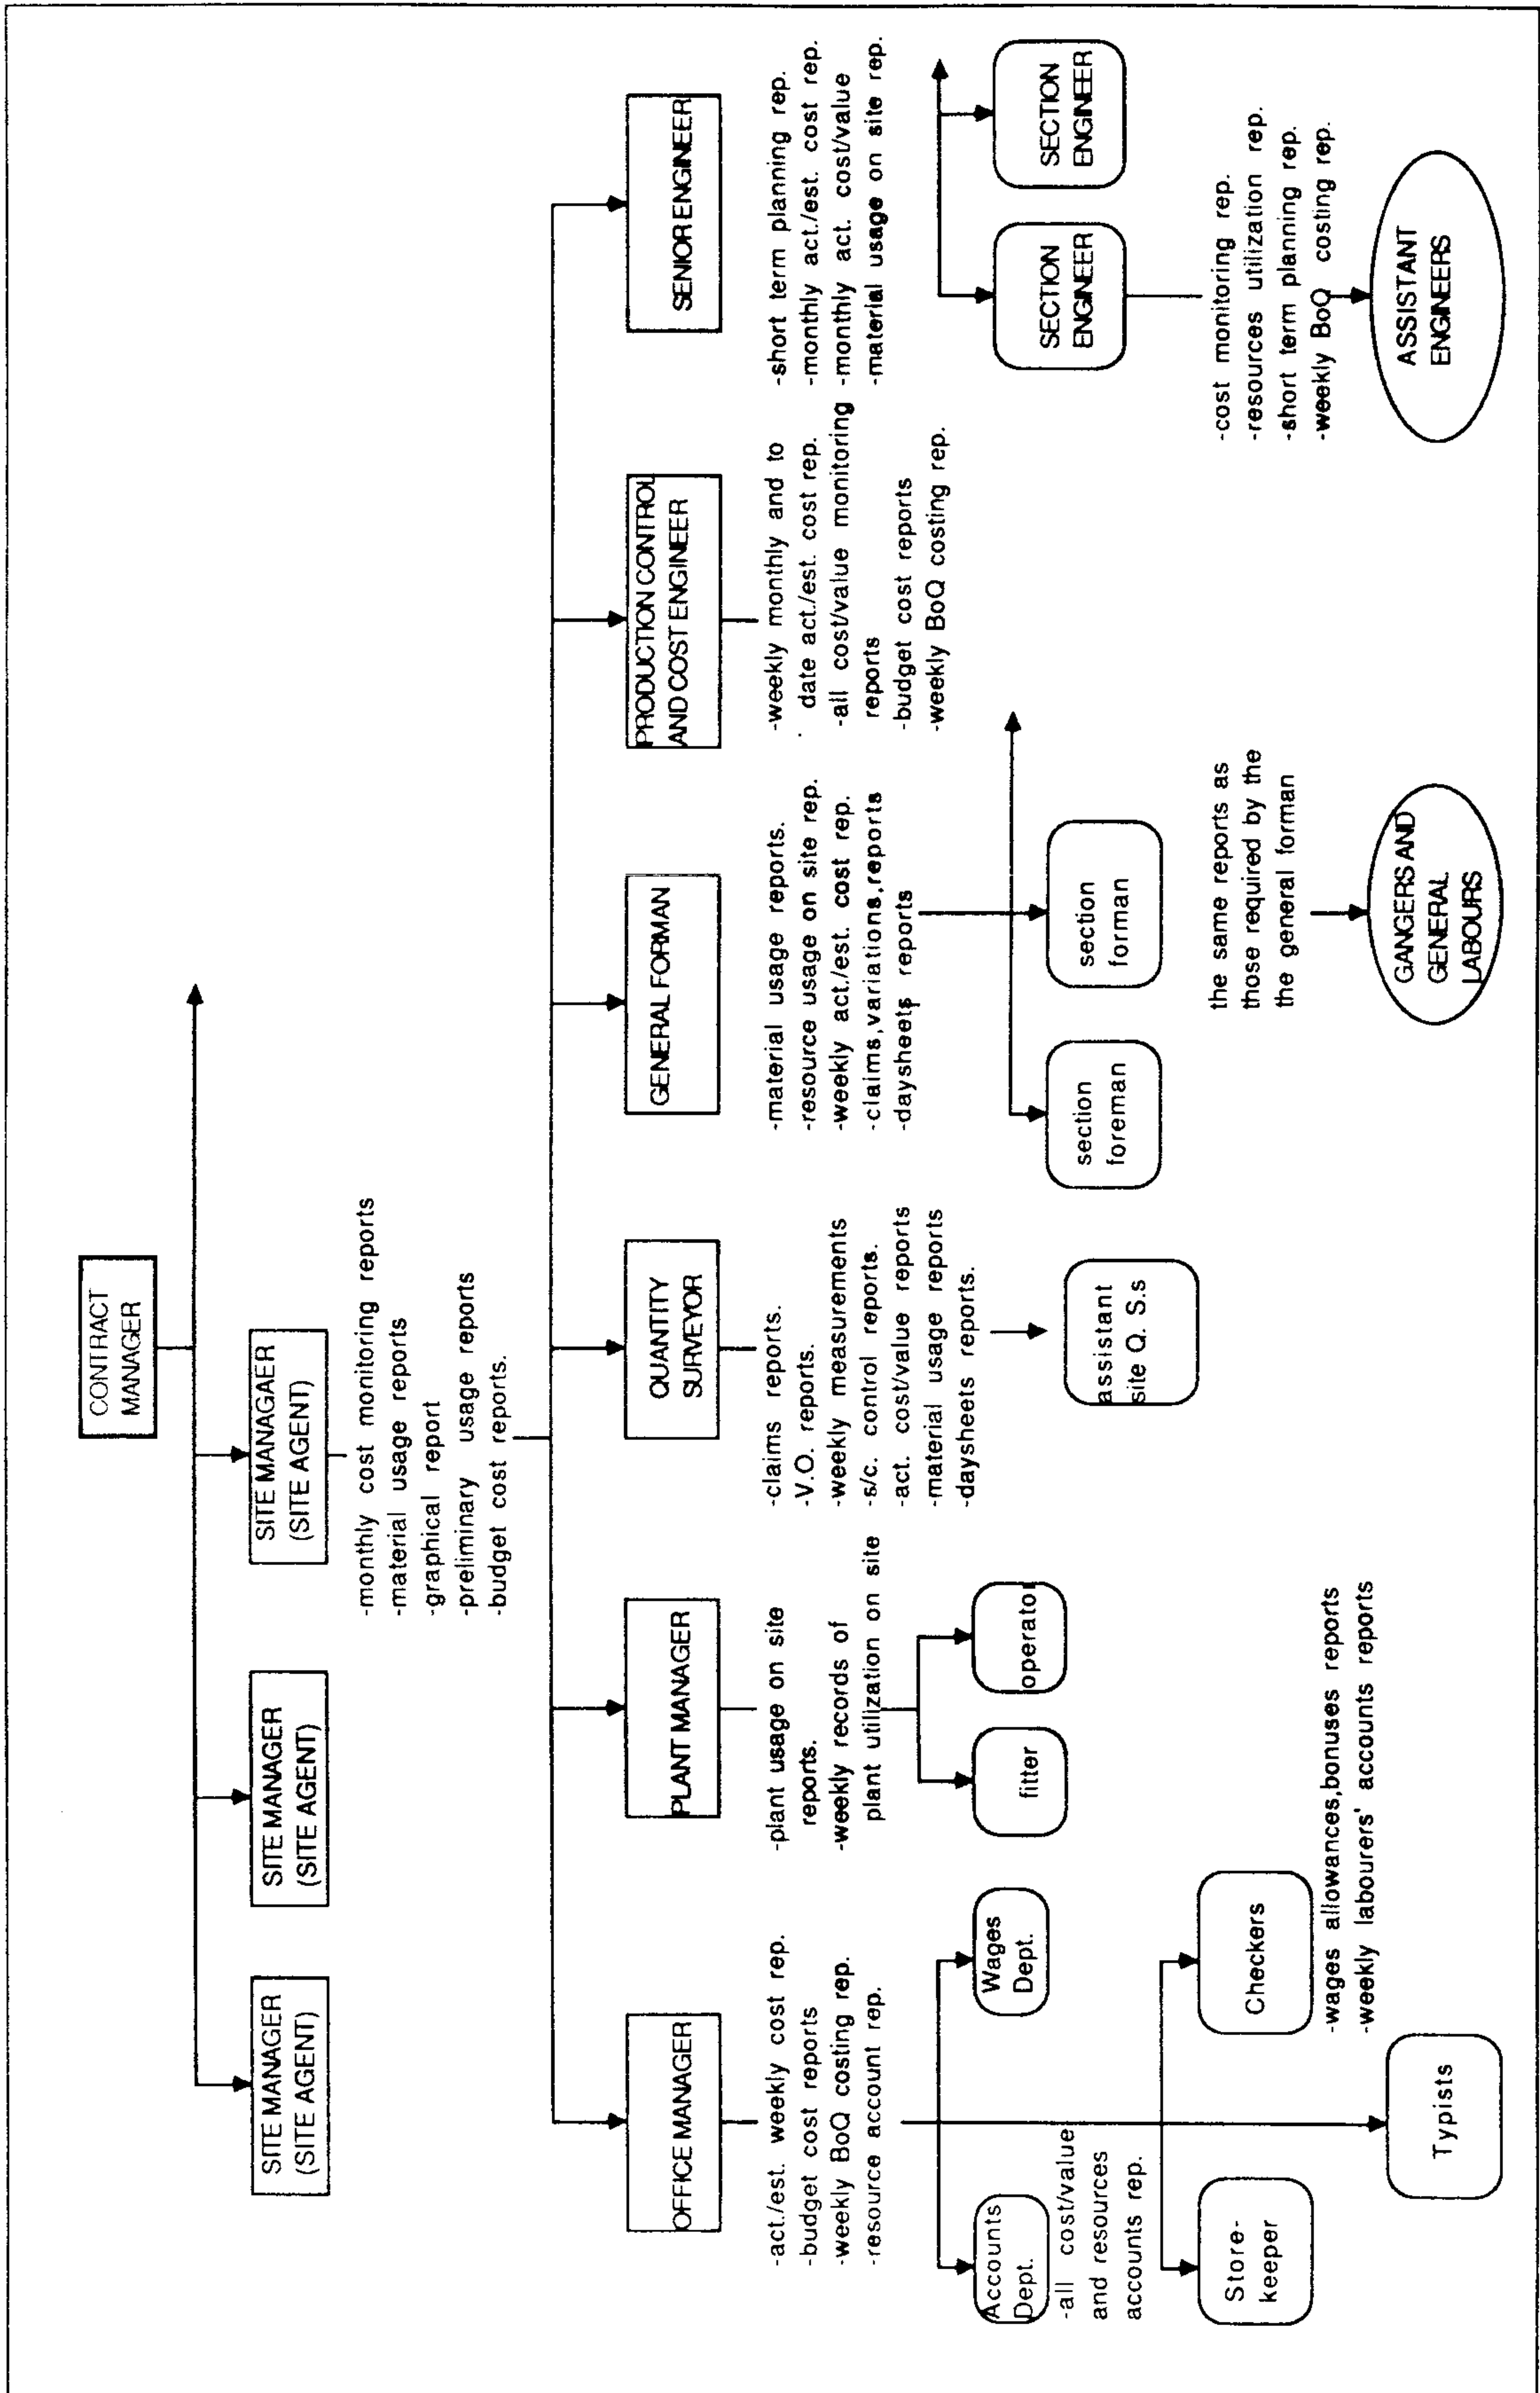 CONTRACT
MANAGER
SITE MANAGER
(SITE AGENT)
SITE MANAGER
(SITE AGENT)
SITE MANAGAER
(SITE AGENT)
-monthly cost monitoring reports
-material usage reports
-graphical report
-preliminary usage reports
-budget cost reports.
OFFICE MANAGER
-act./est. weekly cost rep.
-budget cost reports
-weekly BoQ costing rep.
-resource account rep.
Accounts
Dept.
-all cost/value
and resources
accounts rep.
Wages
Dept.
Store-
keeper
Checkers
-wages allowances,bonuses reports
-weekly labourers' accounts reports
Typists
PLANT MANAGER
-plant usage on site
reports.
-weekly records of
plant utilization on site
fitter
operato
QUANTITY
SURVEYOR
-claims reports.
-V.O. reports.
-weekly measurements
-s/c. control reports.
-act. cost/value reports
-material usage reports
-daysheets reports.
assistant
site Q. S.s
GENERAL FORMAN
-material usage reports.
-resource usage on site rep.
-weekly act./est. cost rep.
-claims,variations,reports
-daysheets reports
section
foreman
section
forman
the same reports as
those required by the
the general forman
GANGERS AND
GENERAL
LABOURS
PRODUCTION CONTROL
AND COST ENGINEER
-weekly monthly and to
date act./est. cost rep.
-all cost/value monitoring
reports
-budget cost reports
-weekly BoQ costing rep.
SENIOR ENGINEER
-short term planning rep.
-monthly act./est. cost rep.
-monthly act. cost/value
-material usage on site rep.
SECTION
ENGINEER
SECTION
ENGINEER
-cost monitoring rep.
-resources utilization rep.
-short term planning rep.
-weekly BoQ costing rep.
ASSISTANT
ENGINEERS